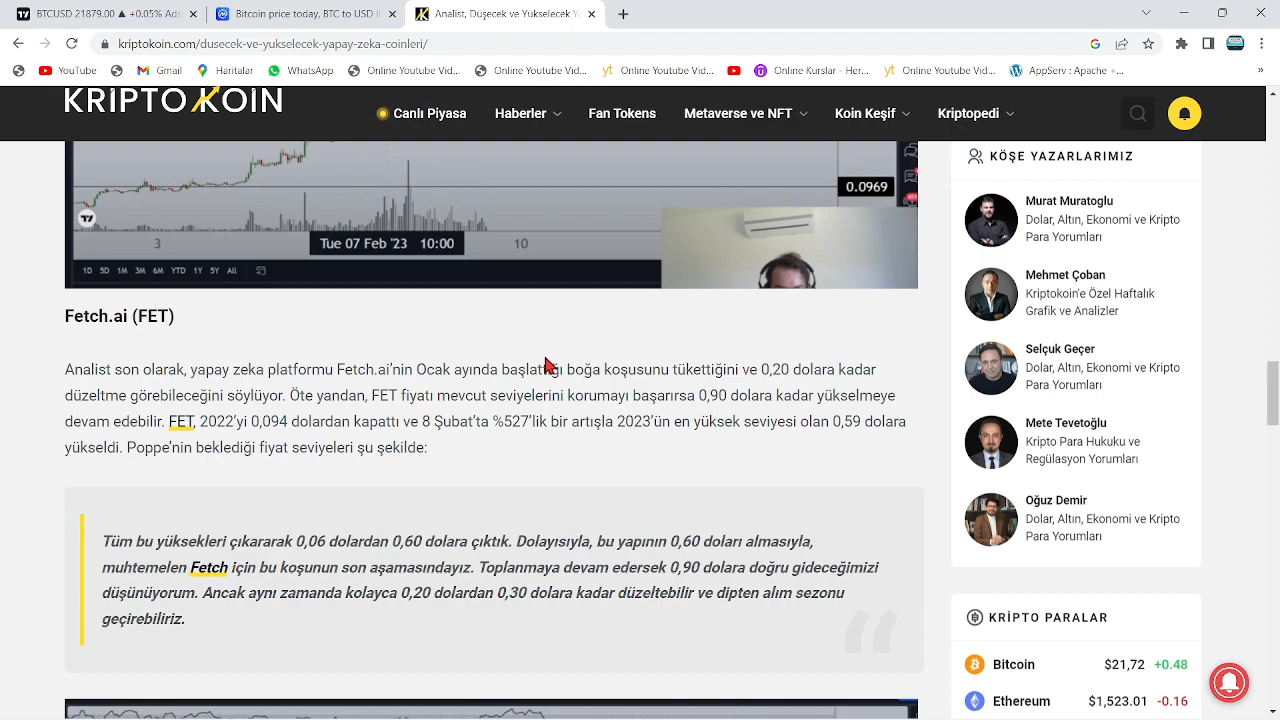 BTCUSD 21879.00 ▲ +0.05% Ads
Bitcoin price today, BTC to USD li
Analist, Düşecek ve Yükselecek Ya
kriptokoin.com/dusecek-ve-yukselecek-yapay-zeka-coinleri/
YouTube
Gmail
Haritalar
WhatsApp
Online Youtube Vid...
Online Youtube Vid...
Online Youtube Vid...
Online Kurslar - Her...
Online Youtube Vid...
AppServ : Apache +...
KRİPTO KOİN
Canlı Piyasa
Haberler
Fan Tokens
Metaverse ve NFT
Koin Keşif
Kriptopedi
0.0969
3
Tue 07 Feb '23 10:00
10
1D 5D 1M 3M 6M YTD 1Y 5Y All
Fetch.ai (FET)
Analist son olarak, yapay zeka platformu Fetch.ai’nin Ocak ayında başlattığı boğa koşusunu tükettiğini ve 0,20 dolara kadar
düzeltme görebileceğini söylüyor. Öte yandan, FET fiyatı mevcut seviyelerini korumayı başarırsa 0,90 dolara kadar yükselmeye
devam edebilir. FET, 2022’yi 0,094 dolardan kapattı ve 8 Şubat’ta %527’lik bir artışla 2023’ün en yüksek seviyesi olan 0,59 dolara
yükseldi. Poppe’nin beklediği fiyat seviyeleri şu şekilde:
Tüm bu yüksekleri çıkararak 0,06 dolardan 0,60 dolara çıktık. Dolayısıyla, bu yapının 0,60 doları almasıyla,
muhtemelen Fetch için bu koşunun son aşamasındayız. Toplanmaya devam edersek 0,90 dolara doğru gideceğimizi
düşünüyorum. Ancak aynı zamanda kolayca 0,20 dolardan 0,30 dolara kadar düzeltebilir ve dipten alım sezonu
geçirebiliriz.
KÖŞE YAZARLARIMIZ
Murat Muratoglu
Dolar, Altın, Ekonomi ve Kripto
Para Yorumları
Mehmet Çoban
Kriptokoin'e Özel Haftalık
Grafik ve Analizler
Selçuk Geçer
Dolar, Altın, Ekonomi ve Kripto
Para Yorumları
Mete Tevetoğlu
Kripto Para Hukuku ve
Regülasyon Yorumları
Oğuz Demir
Dolar, Altın, Ekonomi ve Kripto
Para Yorumları
KRİPTO PARALAR
Bitcoin $21,72 +0.48
Ethereum $1,523.01 -0.16